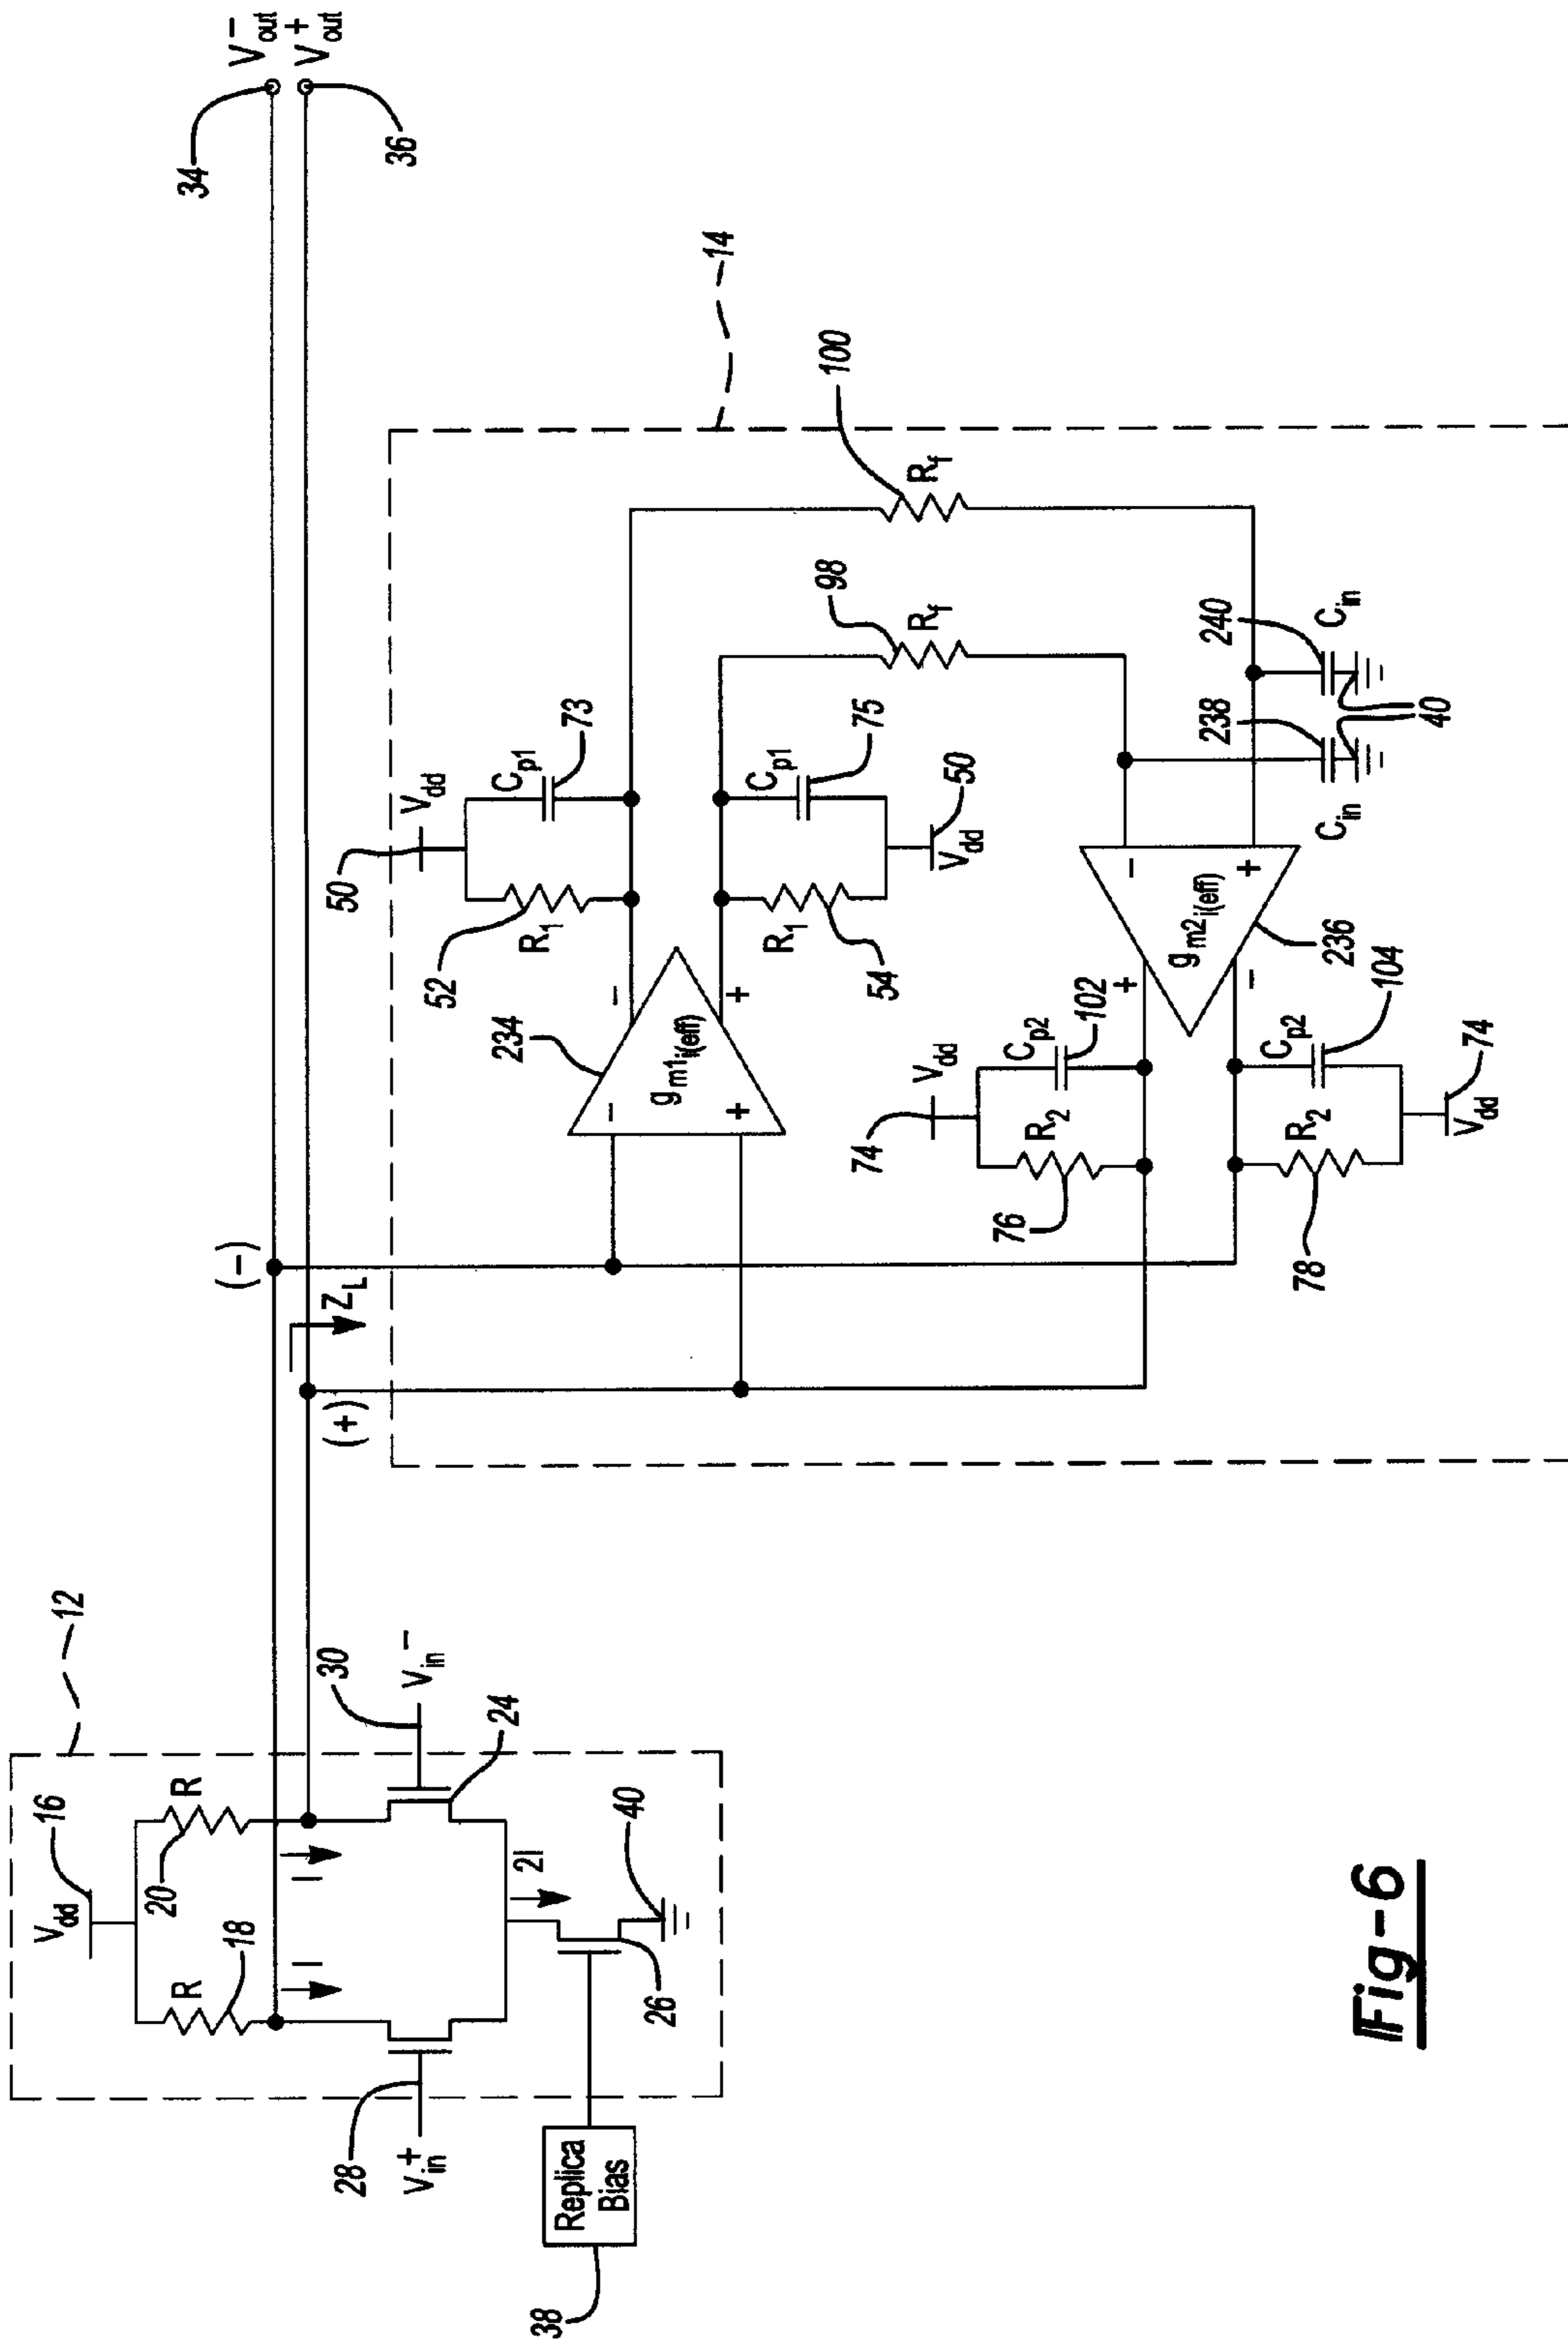 34
V⁻out
V⁺out
36
14
12
(-)
(+)
Z_L
16
V_dd
R
R
20
18
I
I
2I
28
V_in⁺
30
V_in⁻
24
26
40
Replica
Bias
38
50
V_dd
C_p1
73
52
R_1
234
g_m1i(eff)
-
+
-
+
R_1
54
C_p1
75
50
V_dd
98
R_f
100
R_f
74
V_dd
C_p2
102
76
R_2
+
-
g_m2i(eff)
-
+
236
238
240
C_in
C_in
40
R_2
78
C_p2
104
74
V_dd
Fig-6